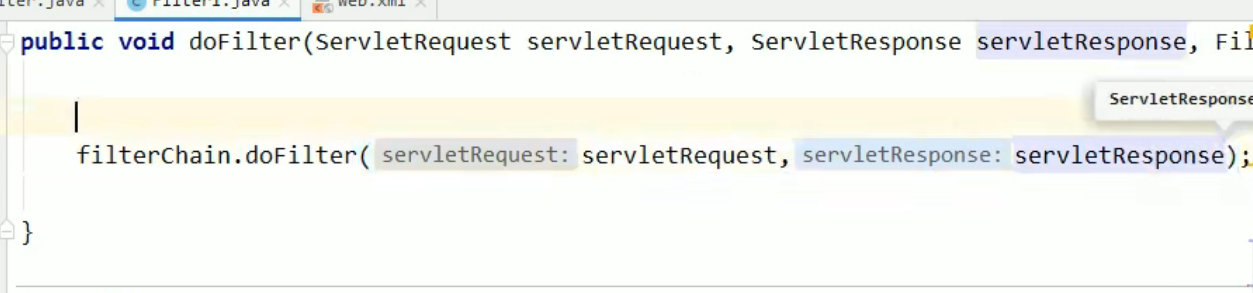 lter.java Filter1.java web.xml
public void doFilter(ServletRequest servletRequest, ServletResponse servletResponse, Fil
ServletResponse
filterChain.doFilter( servletRequest: servletRequest, servletResponse: servletResponse);
}